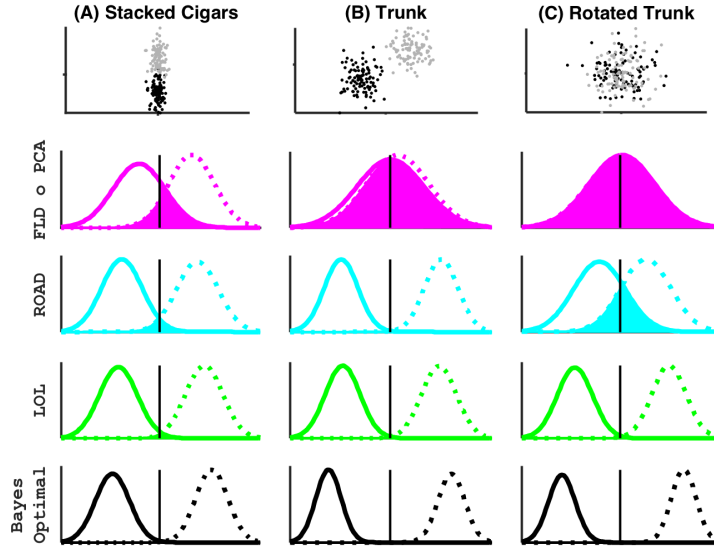 (A) Stacked Cigars
(B) Trunk
(C) Rotated Trunk
FLD o PCA
ROAD
LOL
Bayes
Optimal